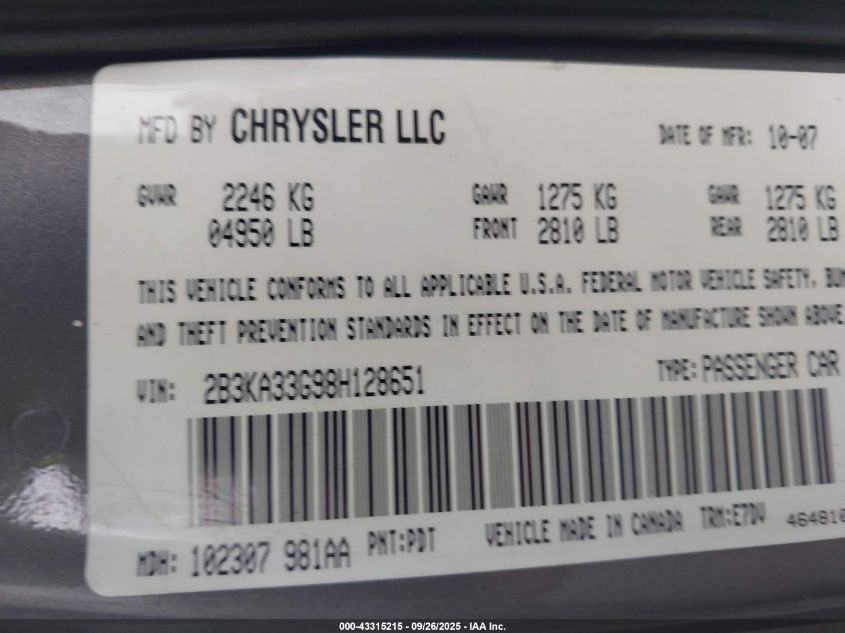 MFD BY CHRYSLER LLC DATE OF MFR: 10-07
GVWR 2246 KG GAWR 1275 KG GAWR 1275 KG
04950 LB FRONT 2810 LB REAR 2810 LB
THIS VEHICLE CONFORMS TO ALL APPLICABLE U.S.A. FEDERAL MOTOR VEHICLE SAFETY, BUM
AND THEFT PREVENTION STANDARDS IN EFFECT ON THE DATE OF MANUFACTURE SHOWN ABOVE
VIN: 2B3KA33G98H128651 TYPE: PASSENGER CAR
MDH: 102307 981AA PNT:PDT VEHICLE MADE IN CANADA TRM:E7DV 464810
000-43315215 - 09/26/2025 - IAA Inc.